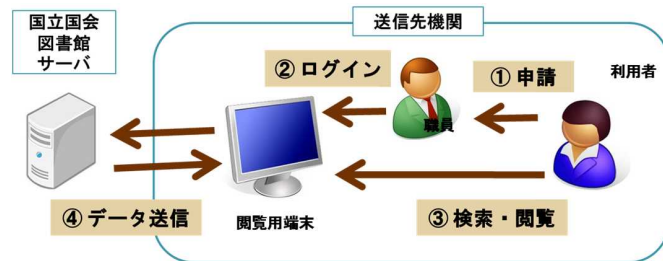 国立国会
図書館
サーバ
送信先機関
② ログイン
① 申請
利用者
職員
④ データ送信
閲覧用端末
③ 検索・閲覧